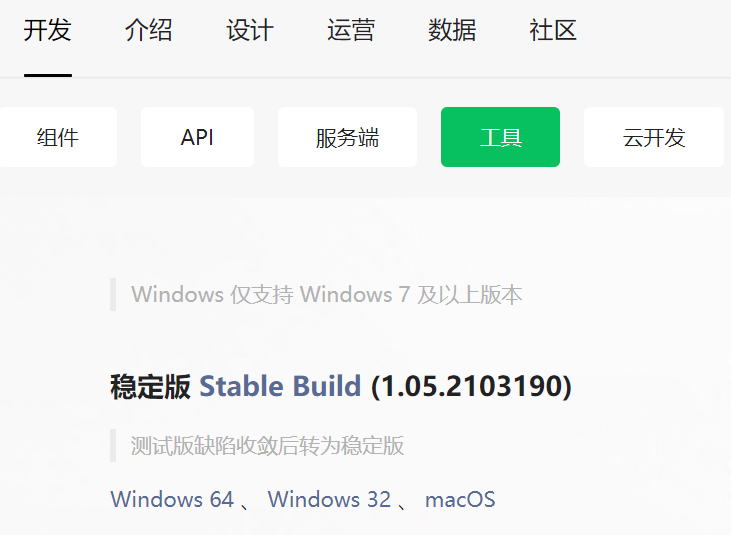 开发 介绍 设计 运营 数据 社区
组件 API 服务端 工具 云开发
Windows 仅支持 Windows 7 及以上版本
稳定版 Stable Build (1.05.2103190)
测试版缺陷收敛后转为稳定版
Windows 64 、 Windows 32 、 macOS